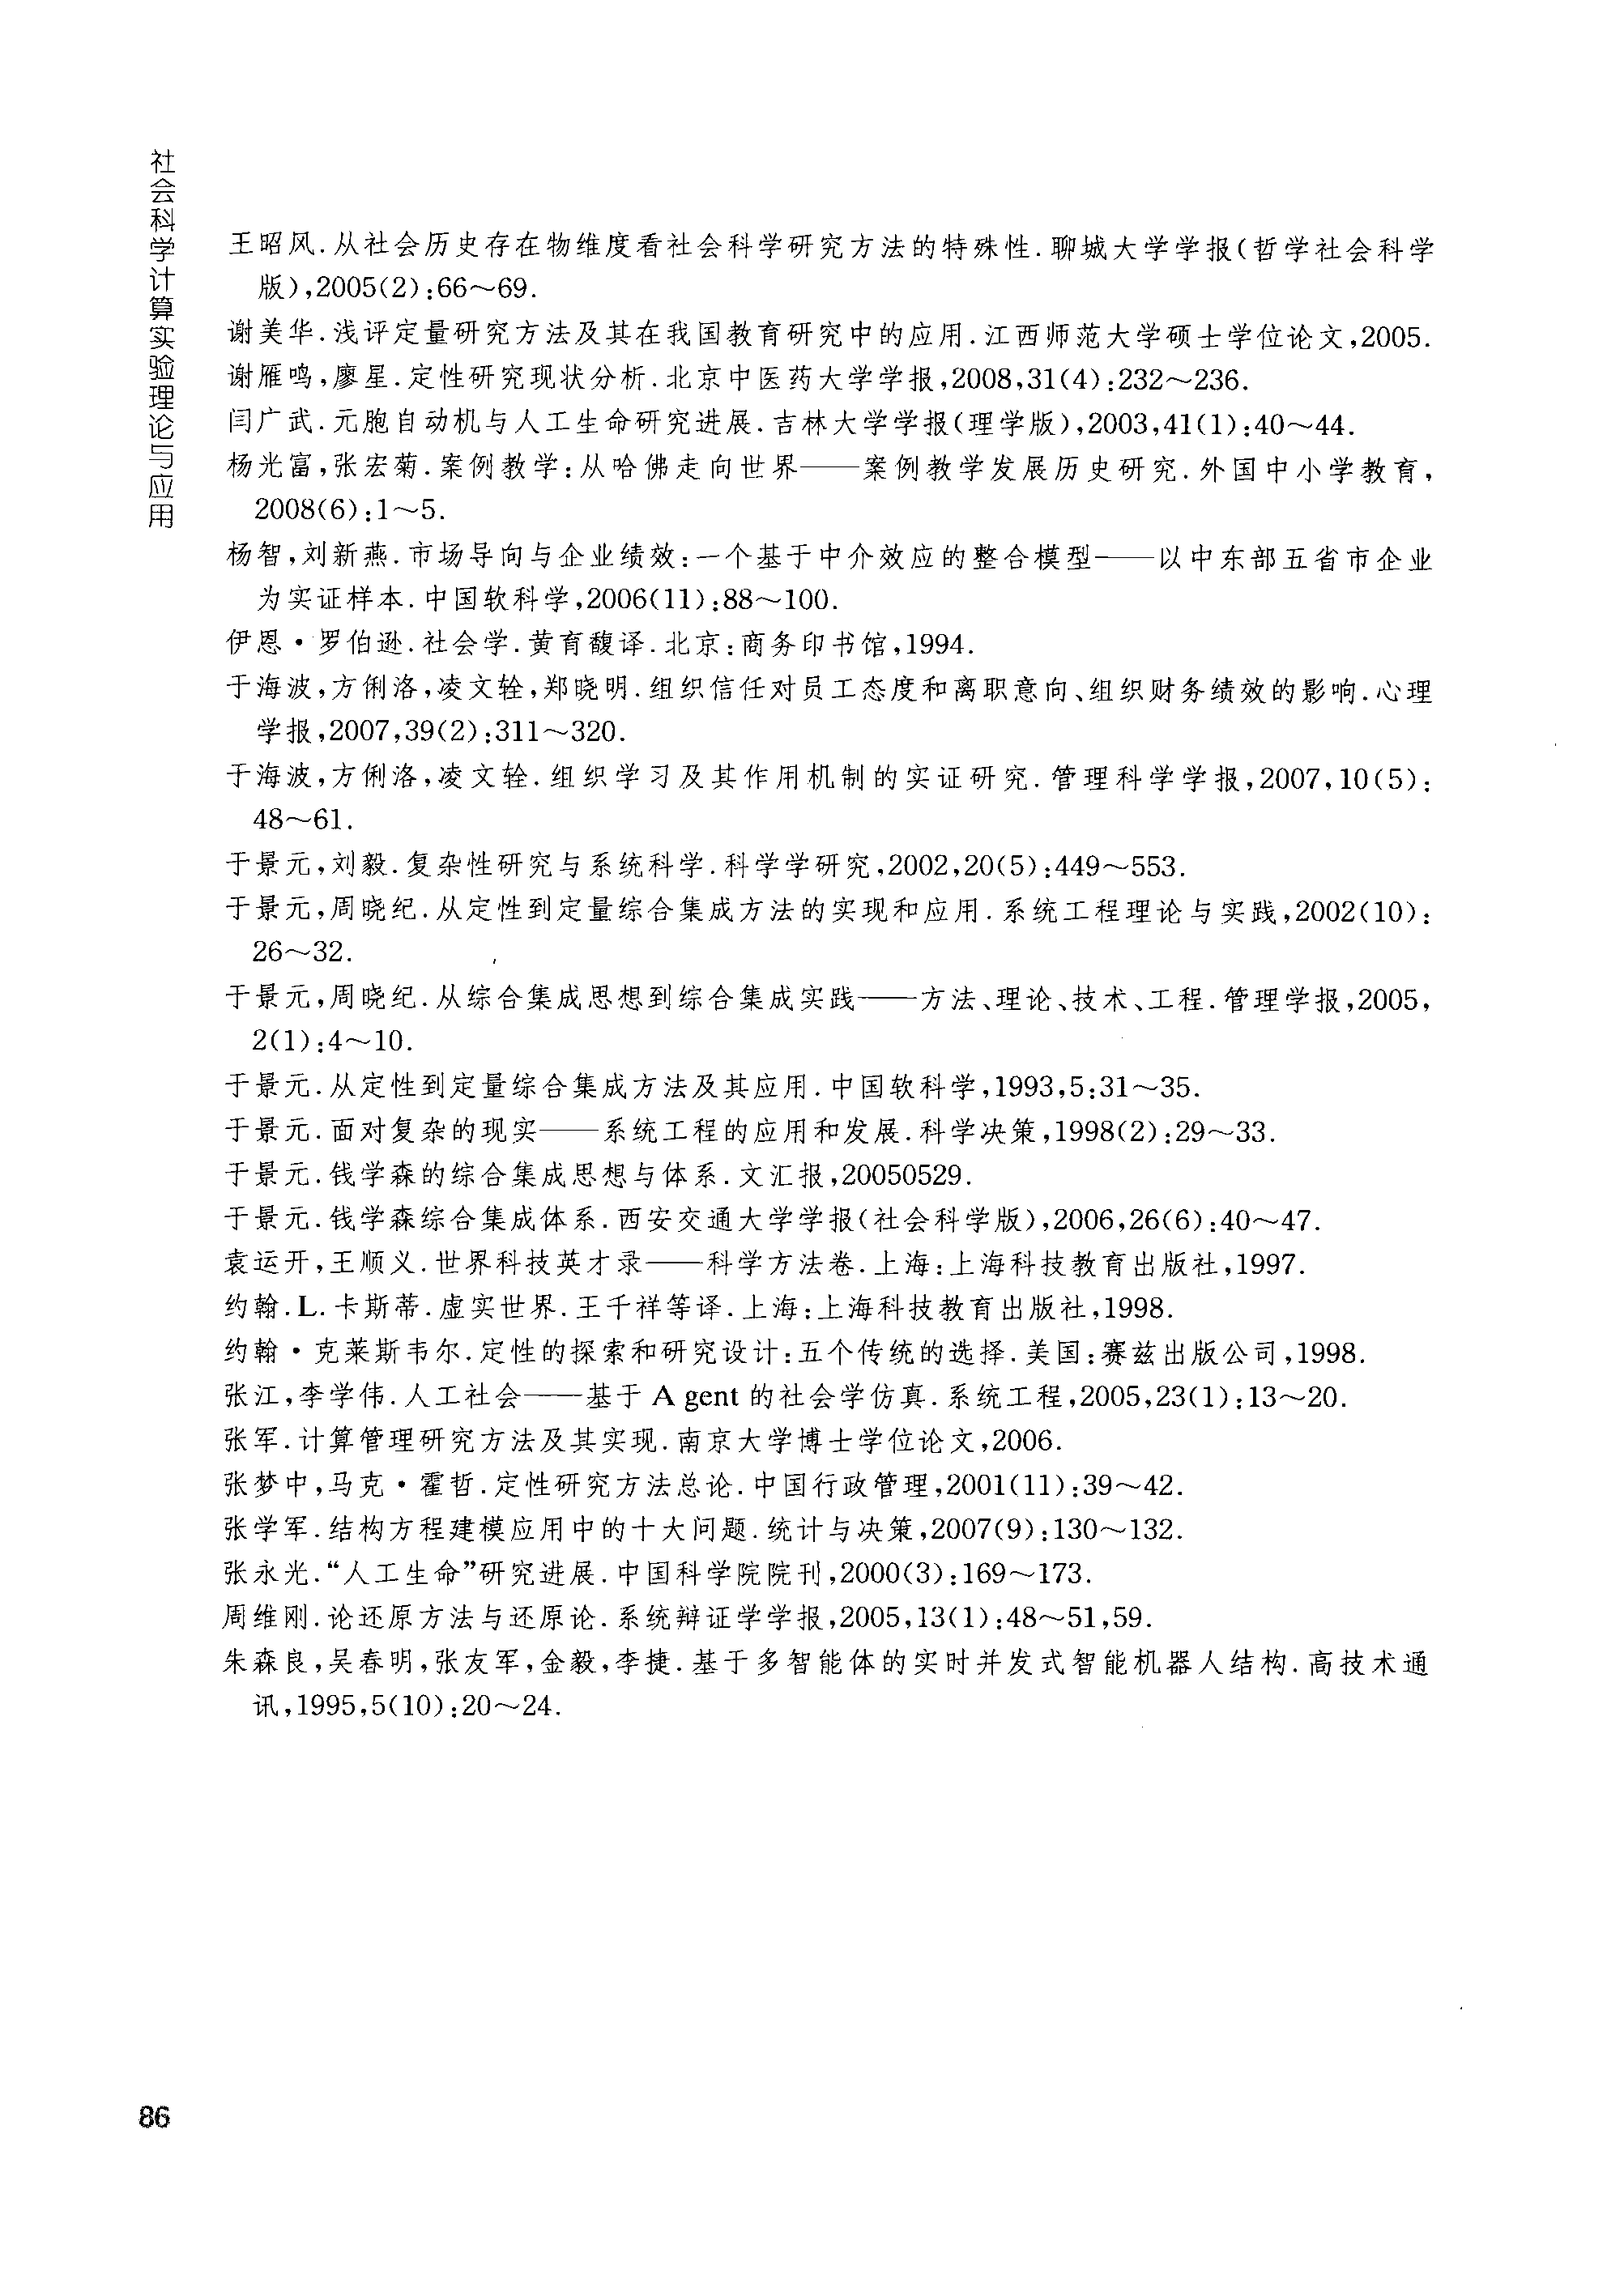 社会科学计算实验理论与应用
王昭风.从社会历史存在物维度看社会科学研究方法的特殊性.聊城大学学报(哲学社会科学
版),2005(2):66～69.
谢美华.浅评定量研究方法及其在我国教育研究中的应用.江西师范大学硕士学位论文,2005.
谢雁鸣,廖星.定性研究现状分析.北京中医药大学学报,2008,31(4):232～236.
闫广武.元胞自动机与人工生命研究进展.吉林大学学报(理学版),2003,41(1):40～44.
杨光富,张宏菊.案例教学:从哈佛走向世界——案例教学发展历史研究.外国中小学教育,
2008(6):1～5.
杨智,刘新燕.市场导向与企业绩效:一个基于中介效应的整合模型——以中东部五省市企业
为实证样本.中国软科学,2006(11):88～100.
伊恩·罗伯逊.社会学.黄育馥译.北京:商务印书馆,1994.
于海波,方俐洛,凌文辁,郑晓明.组织信任对员工态度和离职意向、组织财务绩效的影响.心理
学报,2007,39(2):311～320.
于海波,方俐洛,凌文辁.组织学习及其作用机制的实证研究.管理科学学报,2007,10(5):
48～61.
于景元,刘毅.复杂性研究与系统科学.科学学研究,2002,20(5):449～553.
于景元,周晓纪.从定性到定量综合集成方法的实现和应用.系统工程理论与实践,2002(10):
26～32.
于景元,周晓纪.从综合集成思想到综合集成实践——方法、理论、技术、工程.管理学报,2005,
2(1):4～10.
于景元.从定性到定量综合集成方法及其应用.中国软科学,1993,5:31～35.
于景元.面对复杂的现实——系统工程的应用和发展.科学决策,1998(2):29～33.
于景元.钱学森的综合集成思想与体系.文汇报,20050529.
于景元.钱学森综合集成体系.西安交通大学学报(社会科学版),2006,26(6):40～47.
袁运开,王顺义.世界科技英才录——科学方法卷.上海:上海科技教育出版社,1997.
约翰.L.卡斯蒂.虚实世界.王千祥等译.上海:上海科技教育出版社,1998.
约翰·克莱斯韦尔.定性的探索和研究设计:五个传统的选择.美国:赛兹出版公司,1998.
张江,李学伟.人工社会——基于 A gent 的社会学仿真.系统工程,2005,23(1):13～20.
张军.计算管理研究方法及其实现.南京大学博士学位论文,2006.
张梦中,马克·霍哲.定性研究方法总论.中国行政管理,2001(11):39～42.
张学军.结构方程建模应用中的十大问题.统计与决策,2007(9):130～132.
张永光.“人工生命”研究进展.中国科学院院刊,2000(3):169～173.
周维刚.论还原方法与还原论.系统辩证学学报,2005,13(1):48～51,59.
朱森良,吴春明,张友军,金毅,李捷.基于多智能体的实时并发式智能机器人结构.高技术通
讯,1995,5(10):20～24.
86